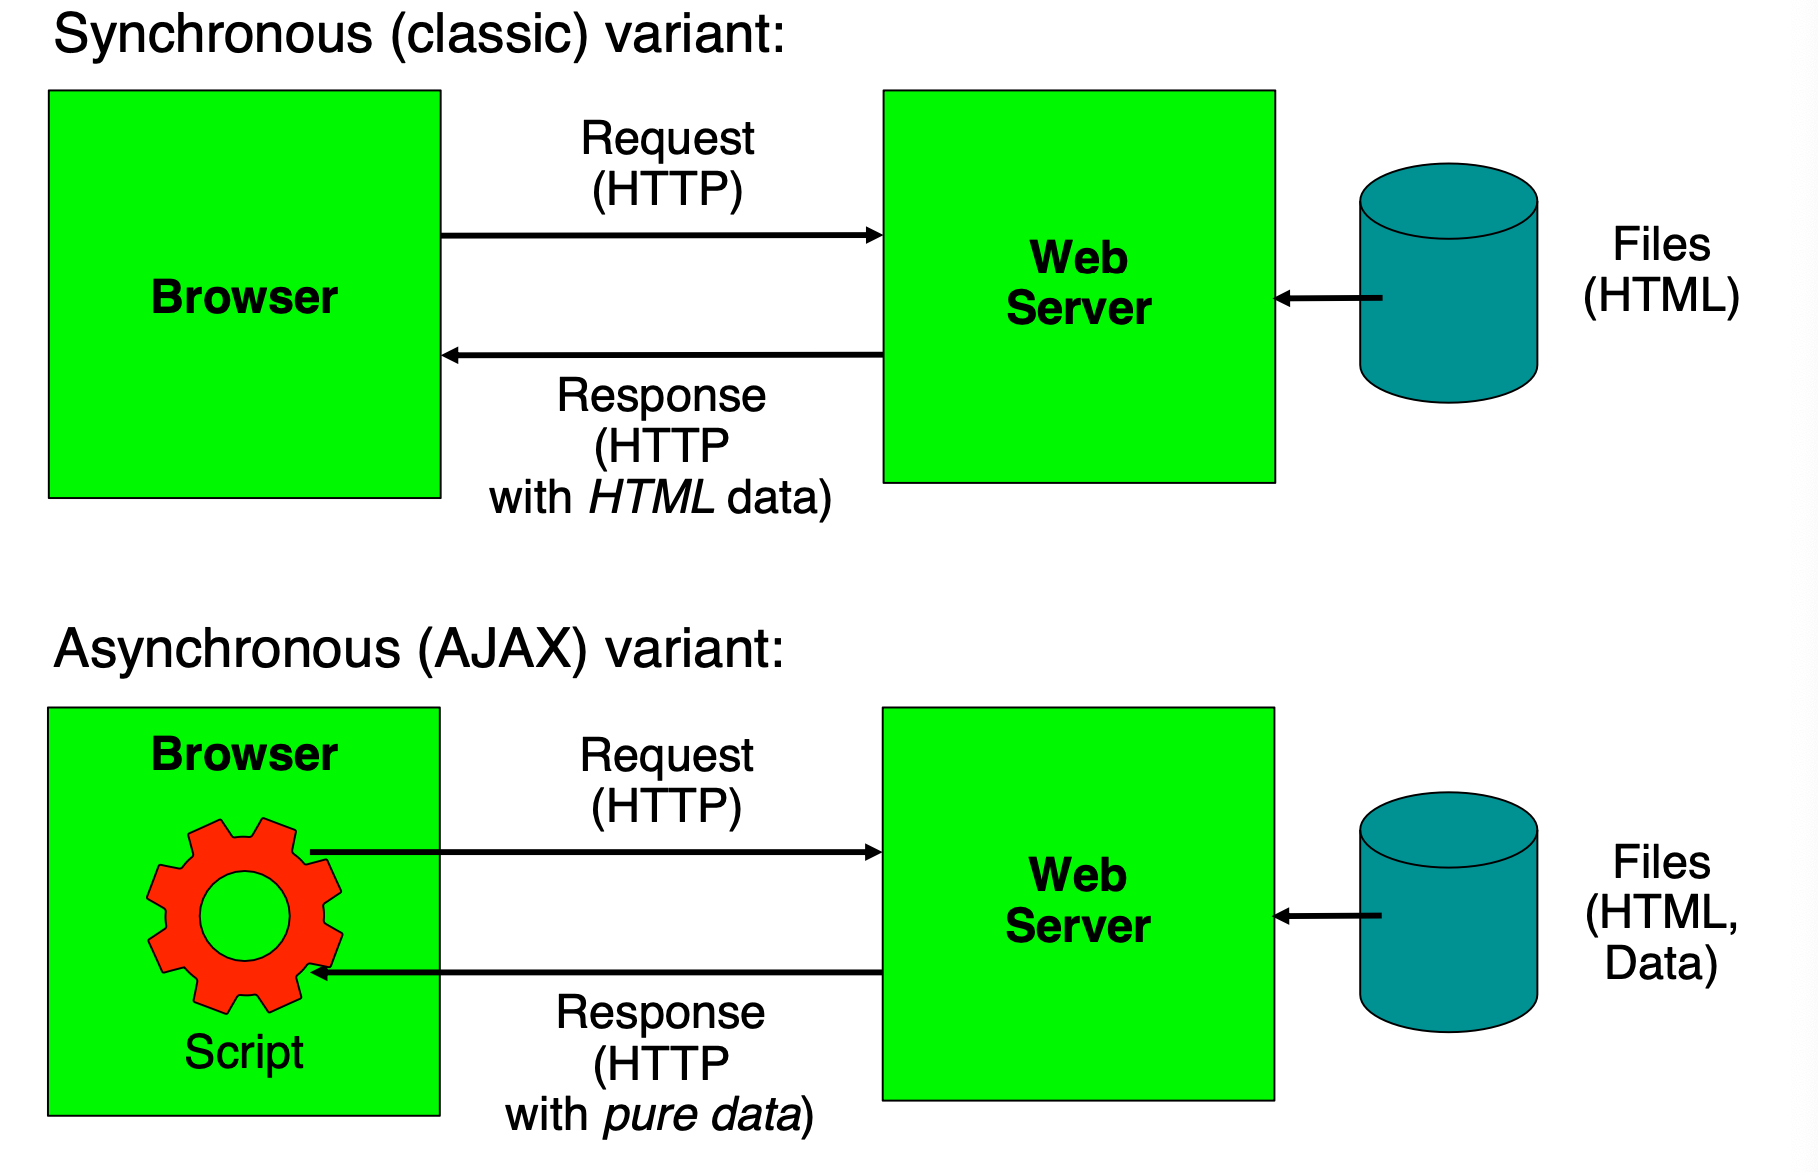 Synchronous (classic) variant:
Request
(HTTP)
Browser
Web
Server
Files
(HTML)
Response
(HTTP
with HTML data)
Asynchronous (AJAX) variant:
Browser
Request
(HTTP)
Web
Server
Files
(HTML,
Data)
Script
Response
(HTTP
with pure data)